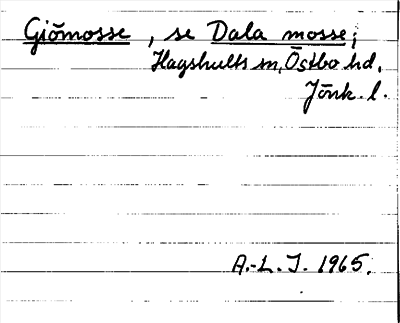 Gjömosse, se Dala mosse;
Hagshults sn, Östbo hd.
Jönk. l.
A.-L. J. 1965.